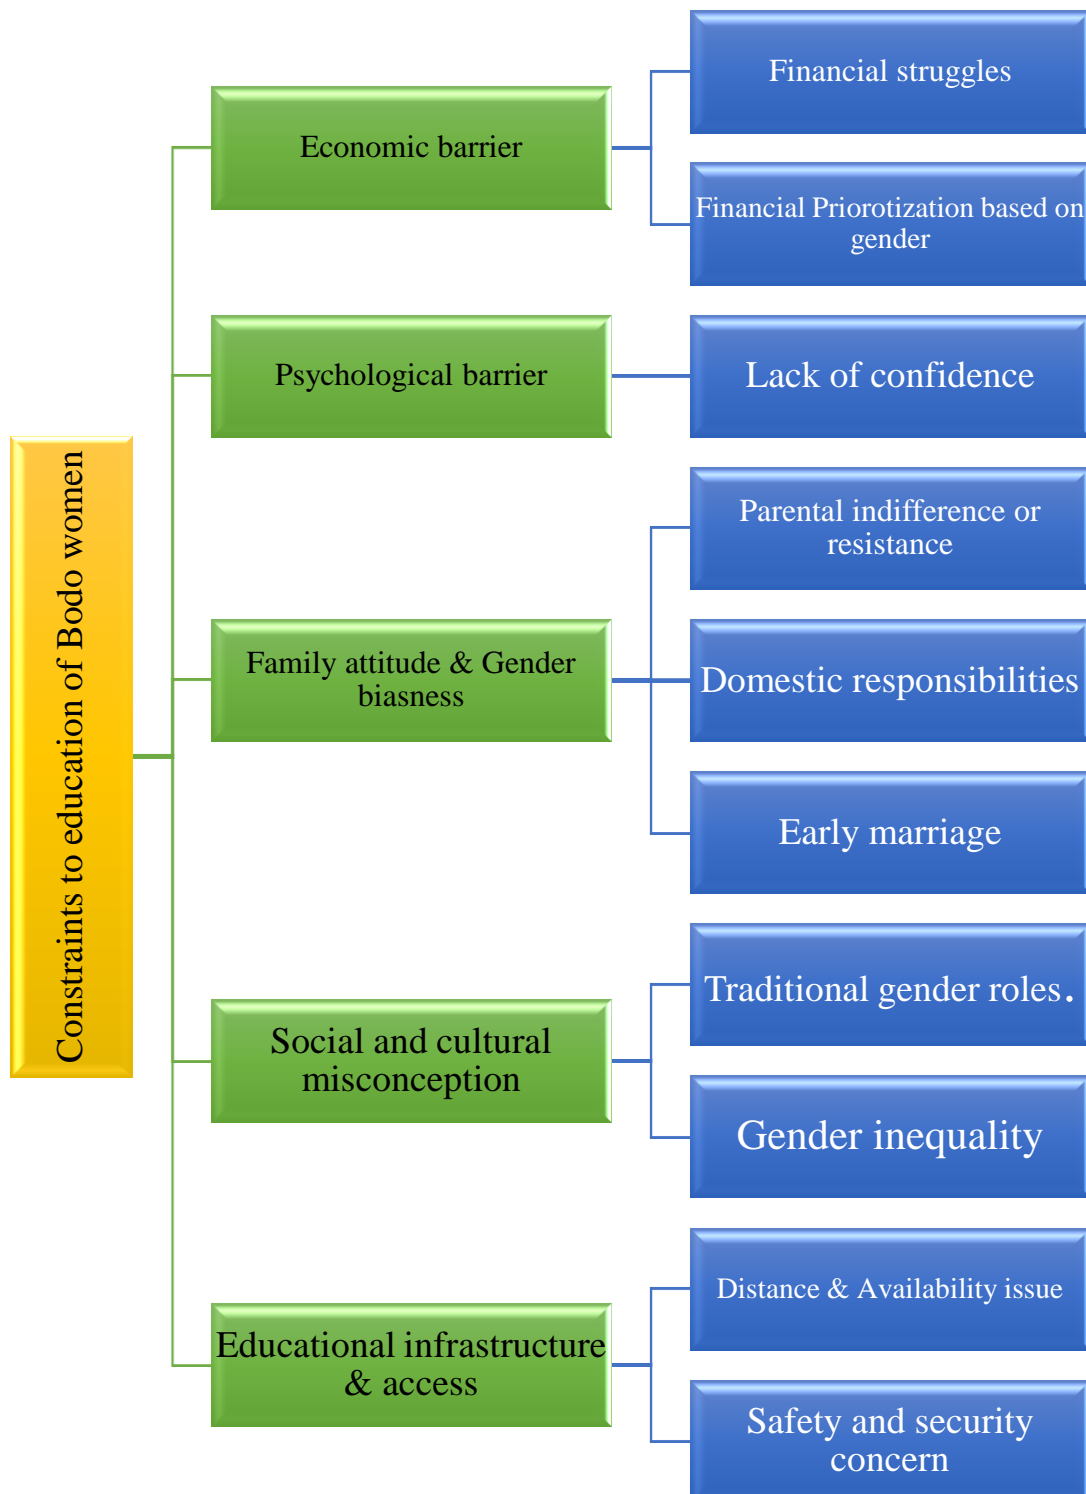 Constraints to education of Bodo women
Economic barrier
Financial struggles
Financial Priorotization based on
gender
Psychological barrier
Lack of confidence
Family attitude & Gender
biasness
Parental indifference or
resistance
Domestic responsibilities
Early marriage
Social and cultural
misconception
Traditional gender roles.
Gender inequality
Educational infrastructure
& access
Distance & Availability issue
Safety and security
concern